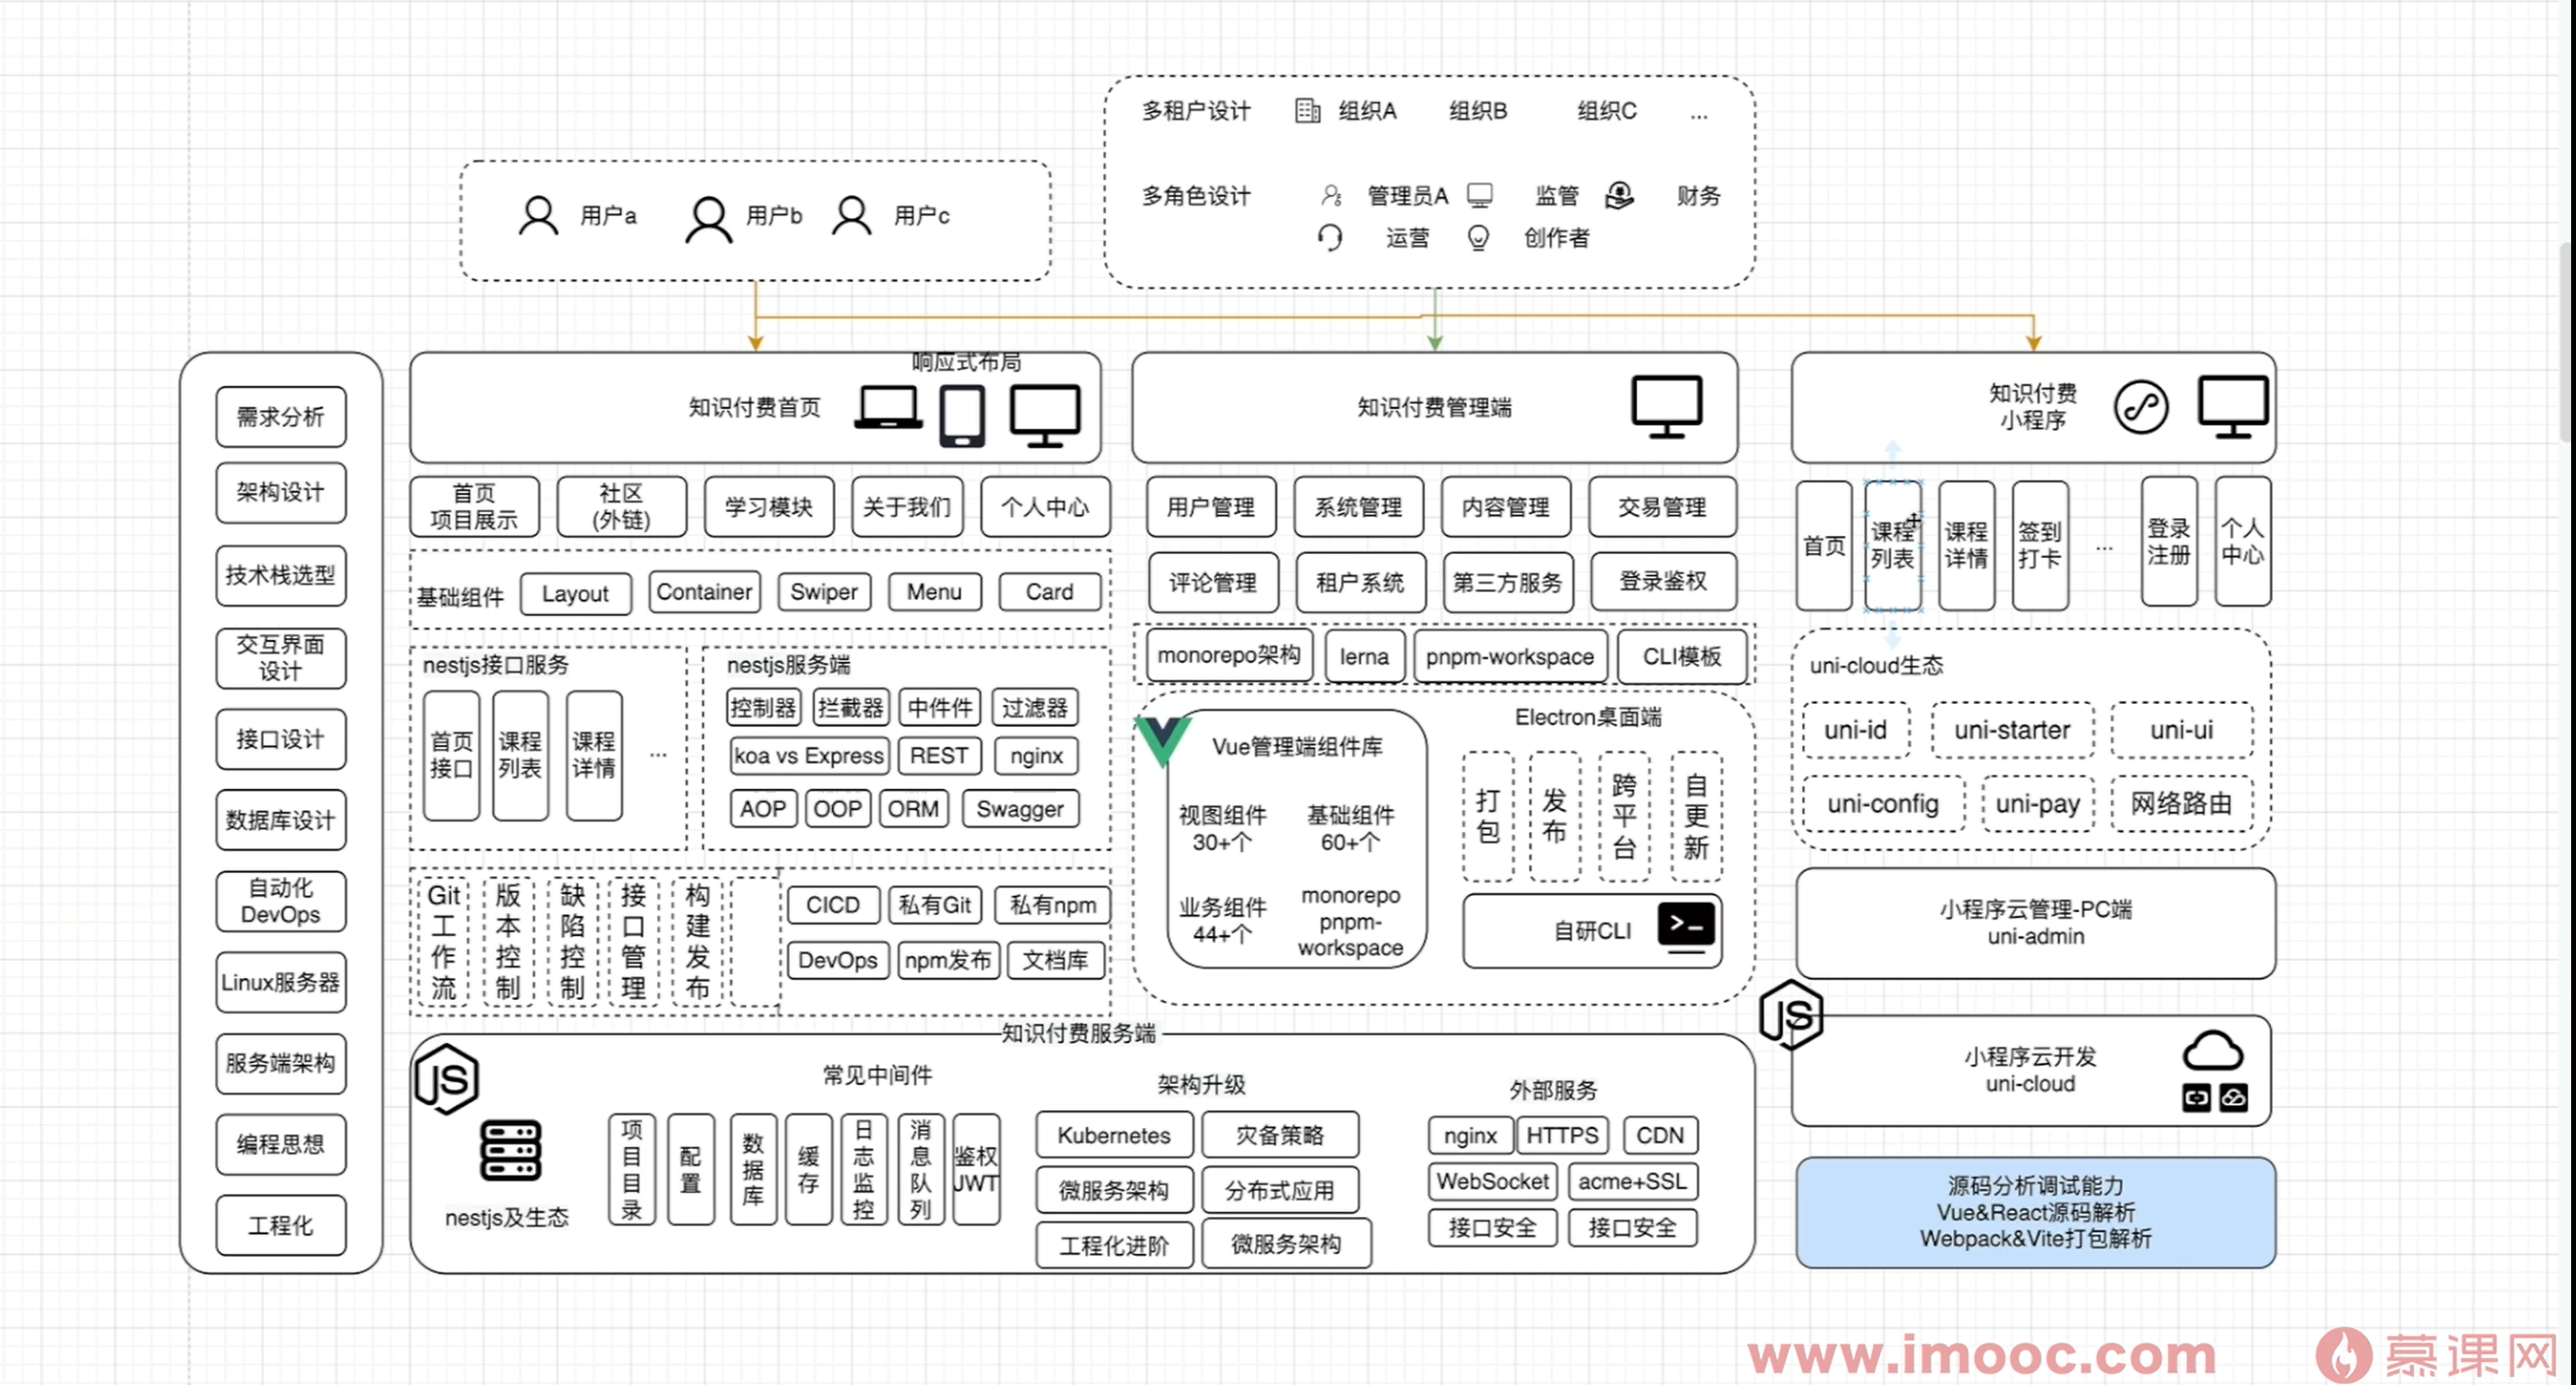 多租户设计 组织A 组织B 组织C ...
多角色设计 管理员A 监管 财务
运营 创作者
用户a 用户b 用户c
需求分析
架构设计
技术栈选型
交互界面
设计
接口设计
数据库设计
自动化
DevOps
Linux服务器
服务端架构
编程思想
工程化
响应式布局
知识付费首页
首页
项目展示
社区
(外链)
学习模块
关于我们
个人中心
基础组件 Layout Container Swiper Menu Card
nestjs接口服务
首页
接口
课程
列表
课程
详情
...
nestjs服务端
控制器 拦截器 中件件 过滤器
koa vs Express REST nginx
AOP OOP ORM Swagger
Git工作流
版本控制
缺陷控制
接口管理
构建发布
CICD 私有Git 私有npm
DevOps npm发布 文档库
知识付费管理端
用户管理 系统管理 内容管理 交易管理
评论管理 租户系统 第三方服务 登录鉴权
monorepo架构 lerna pnpm-workspace CLI模板
Vue管理端组件库
视图组件
30+个
基础组件
60+个
业务组件
44+个
monorepo
pnpm-
workspace
Electron桌面端
打包
发布
跨平台
自更新
自研CLI
知识付费
小程序
首页
课程
列表
课程
详情
签到
打卡
...
登录
注册
个人
中心
uni-cloud生态
uni-id uni-starter uni-ui
uni-config uni-pay 网络路由
小程序云管理-PC端
uni-admin
JS
小程序云开发
uni-cloud
源码分析调试能力
Vue&React源码解析
Webpack&Vite打包解析
知识付费服务端
JS
nestjs及生态
常见中间件
项目目录
配置
数据库
缓存
日志监控
消息队列
鉴权
JWT
架构升级
Kubernetes 灾备策略
微服务架构 分布式应用
工程化进阶 微服务架构
外部服务
nginx HTTPS CDN
WebSocket acme+SSL
接口安全 接口安全
www.imooc.com 慕课网